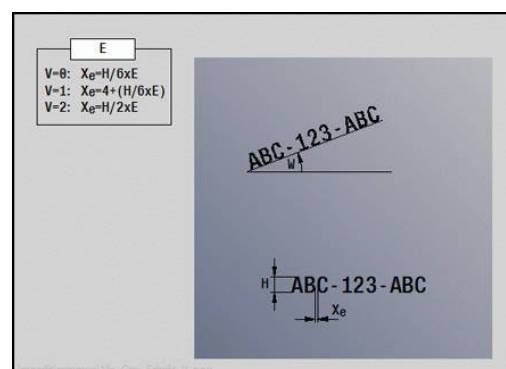 E
V=0: Xe=H/6xE
V=1: Xe=4+(H/6xE)
V=2: Xe=H/2xE
ABC-123-ABC
W
H
ABC-123-ABC
Xe